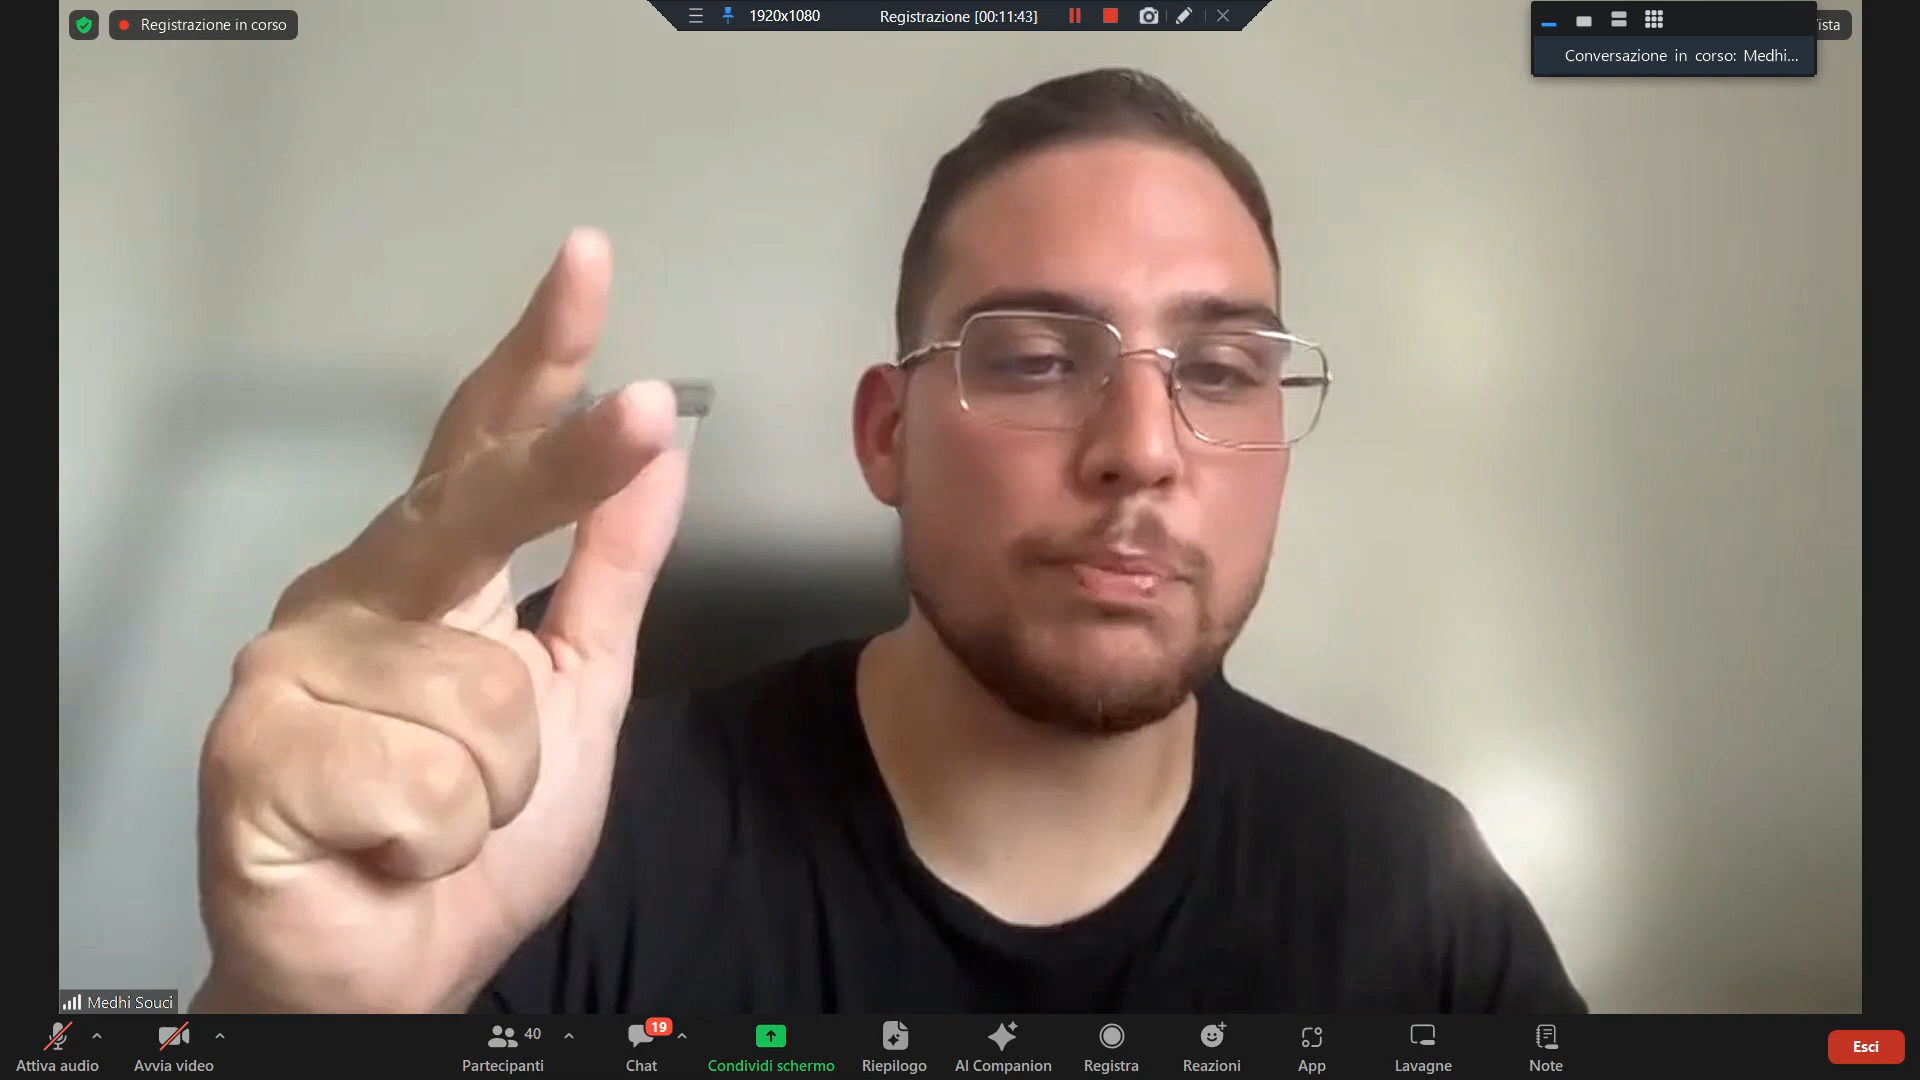 Registrazione in corso
1920x1080
Registrazione [00:11:43]
ista
Conversazione in corso: Medhi...
Medhi Souci
Attiva audio
Avvia video
40
Partecipanti
19
Chat
Condividi schermo
Riepilogo
AI Companion
Registra
Reazioni
App
Lavagne
Note
Esci